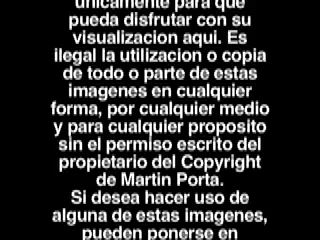 unicamente para que
pueda disfrutar con su
visualizacion aqui. Es
ilegal la utilizacion o copia
de todo o parte de estas
imagenes en cualquier
forma, por cualquier medio
y para cualquier proposito
sin el permiso escrito del
propietario del Copyright
de Martin Porta.
Si desea hacer uso de
alguna de estas imagenes,
pueden ponerse en